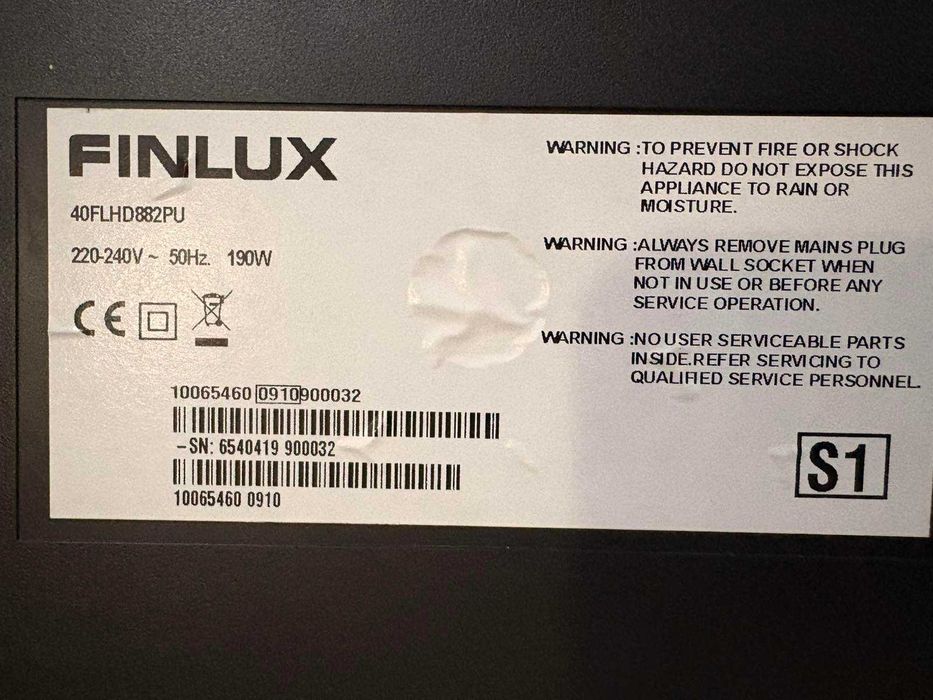 FINLUX
40FLHD882PU
220-240V ~ 50Hz. 190W
CE
10065460 0910900032
-SN: 6540419 900032
10065460 0910
WARNING :TO PREVENT FIRE OR SHOCK
HAZARD DO NOT EXPOSE THIS
APPLIANCE TO RAIN OR
MOISTURE.
WARNING :ALWAYS REMOVE MAINS PLUG
FROM WALL SOCKET WHEN
NOT IN USE OR BEFORE ANY
SERVICE OPERATION.
WARNING :NO USER SERVICEABLE PARTS
INSIDE.REFER SERVICING TO
QUALIFIED SERVICE PERSONNEL.
S1